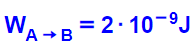 W_{A→B} = 2·10^{−9}J